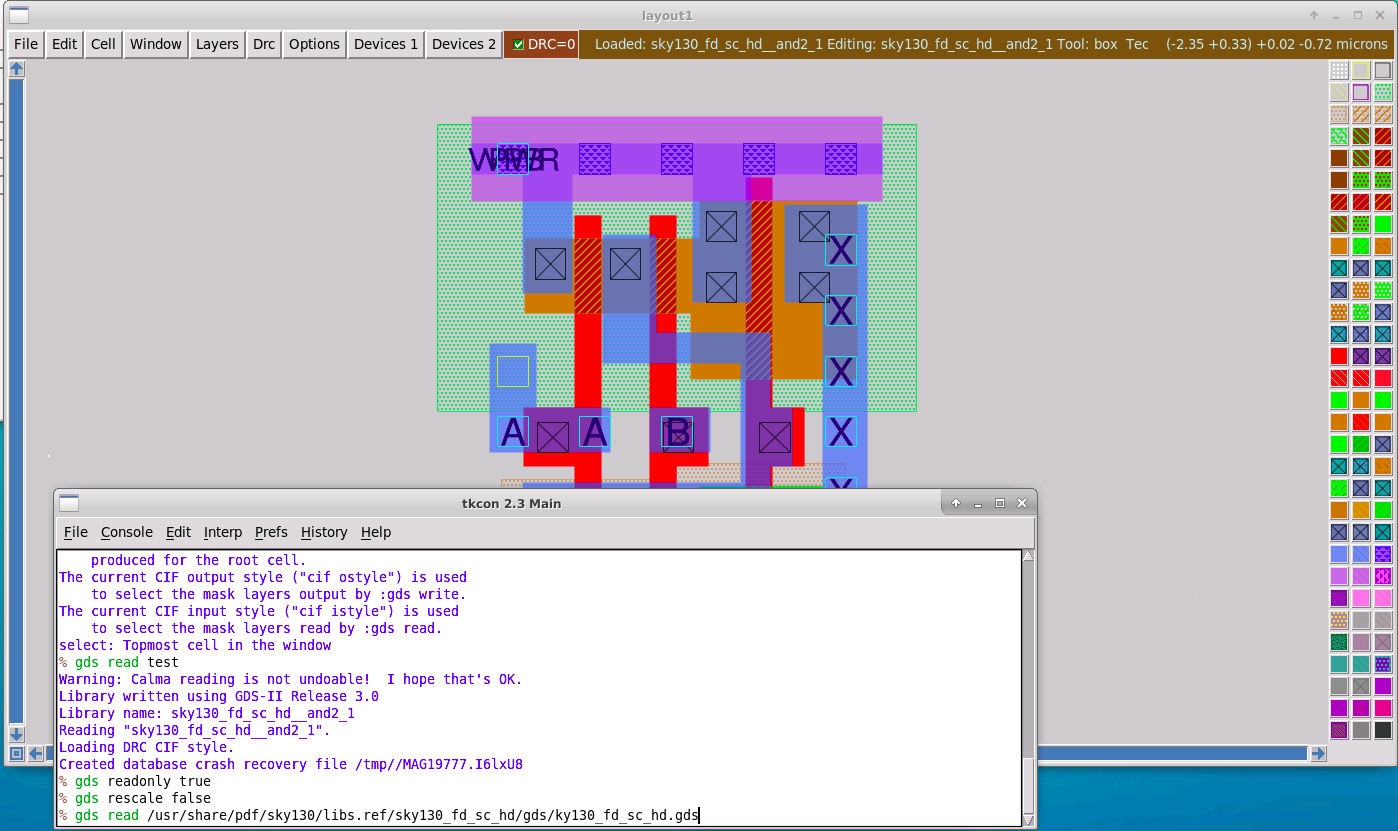 layout1
File Edit Cell Window Layers Drc Options Devices 1 Devices 2 DRC=0 Loaded: sky130_fd_sc_hd__and2_1 Editing: sky130_fd_sc_hd__and2_1 Tool: box Tec (-2.35 +0.33) +0.02 -0.72 microns
X
X
X
A A B X
X
tkcon 2.3 Main
File Console Edit Interp Prefs History Help
produced for the root cell.
The current CIF output style ("cif ostyle") is used
to select the mask layers output by :gds write.
The current CIF input style ("cif istyle") is used
to select the mask layers read by :gds read.
select: Topmost cell in the window
% gds read test
Warning: Calma reading is not undoable!  I hope that's OK.
Library written using GDS-II Release 3.0
Library name: sky130_fd_sc_hd__and2_1
Reading "sky130_fd_sc_hd__and2_1".
Loading DRC CIF style.
Created database crash recovery file /tmp//MAG19777.I6lxU8
% gds readonly true
% gds rescale false
% gds read /usr/share/pdf/sky130/libs.ref/sky130_fd_sc_hd/gds/ky130_fd_sc_hd.gds